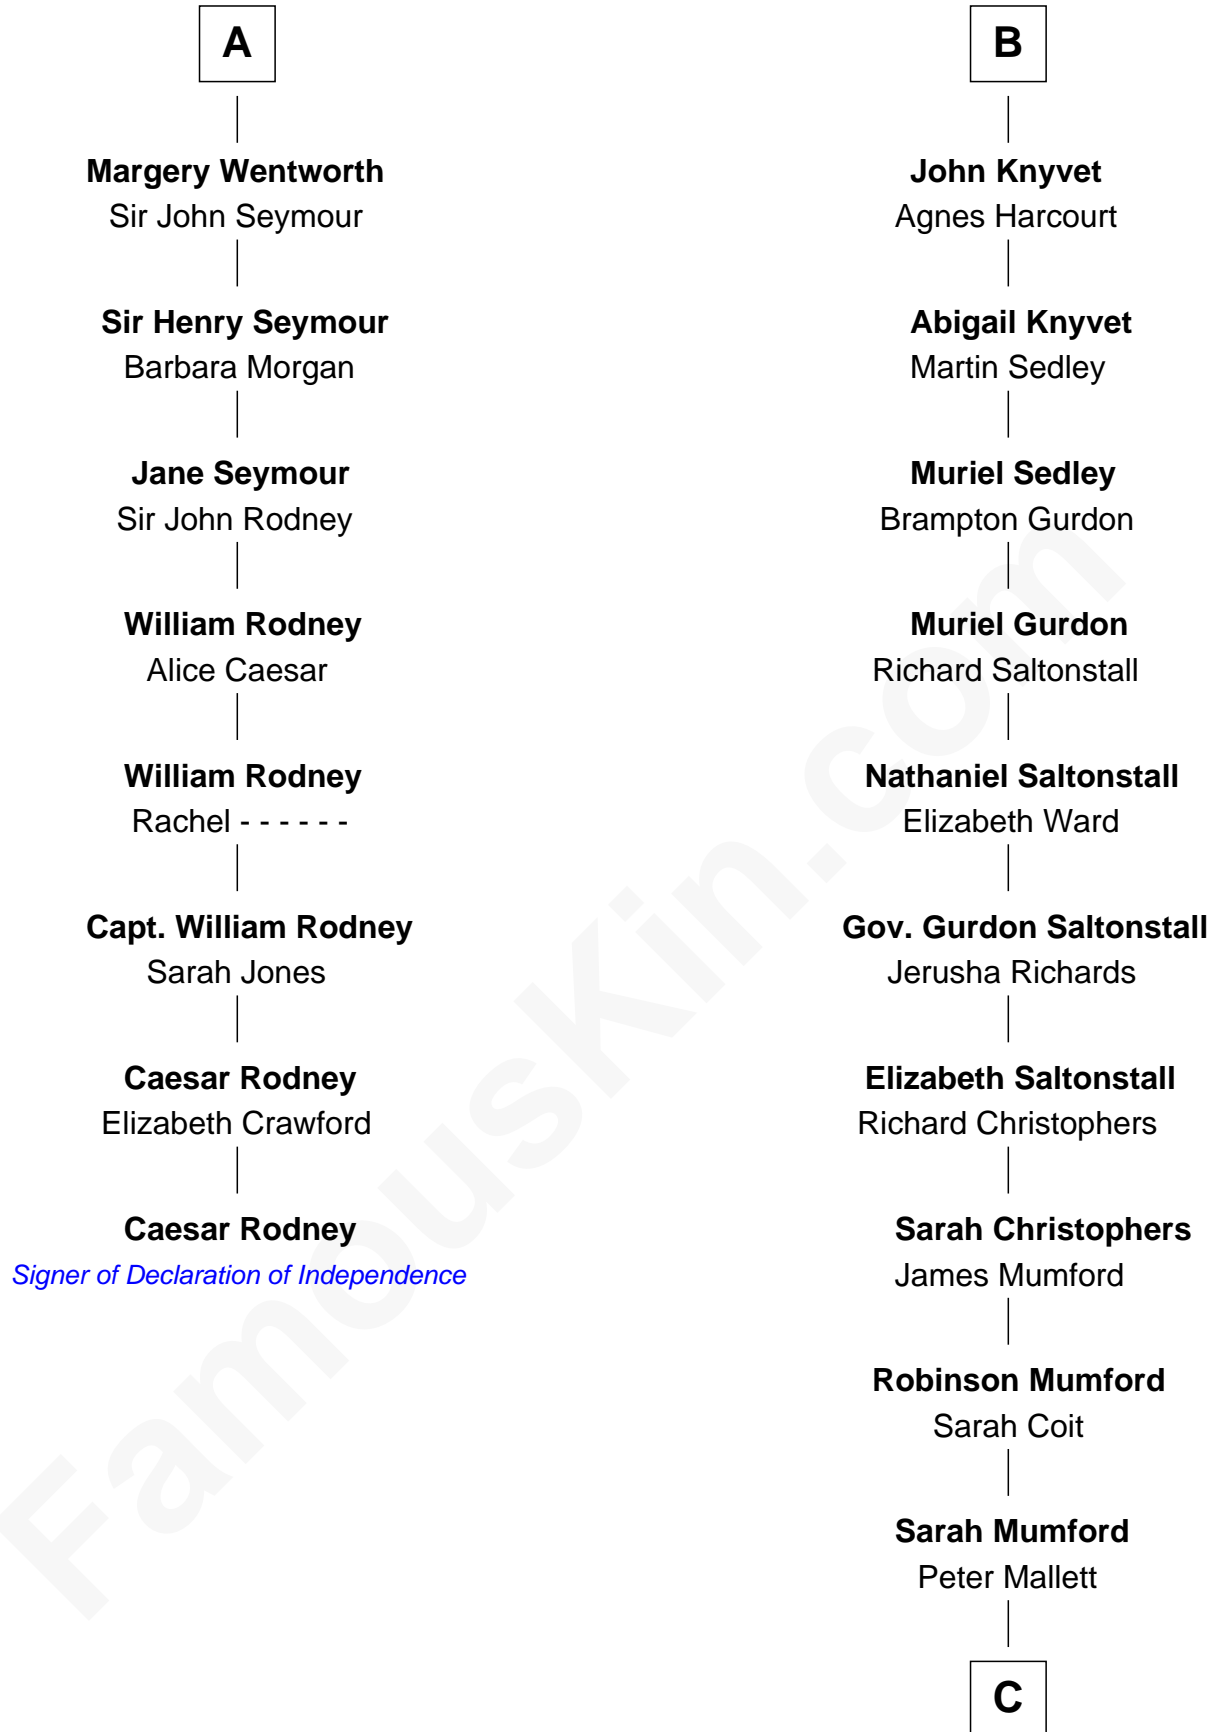 A
Margery Wentworth
Sir John Seymour
Sir Henry Seymour
Barbara Morgan
Jane Seymour
Sir John Rodney
William Rodney
Alice Caesar
William Rodney
Rachel - - - - - -
Capt. William Rodney
Sarah Jones
Caesar Rodney
Elizabeth Crawford
Caesar Rodney
Signer of Declaration of Independence
B
John Knyvet
Agnes Harcourt
Abigail Knyvet
Martin Sedley
Muriel Sedley
Brampton Gurdon
Muriel Gurdon
Richard Saltonstall
Nathaniel Saltonstall
Elizabeth Ward
Gov. Gurdon Saltonstall
Jerusha Richards
Elizabeth Saltonstall
Richard Christophers
Sarah Christophers
James Mumford
Robinson Mumford
Sarah Coit
Sarah Mumford
Peter Mallett
C
FamousKin.com